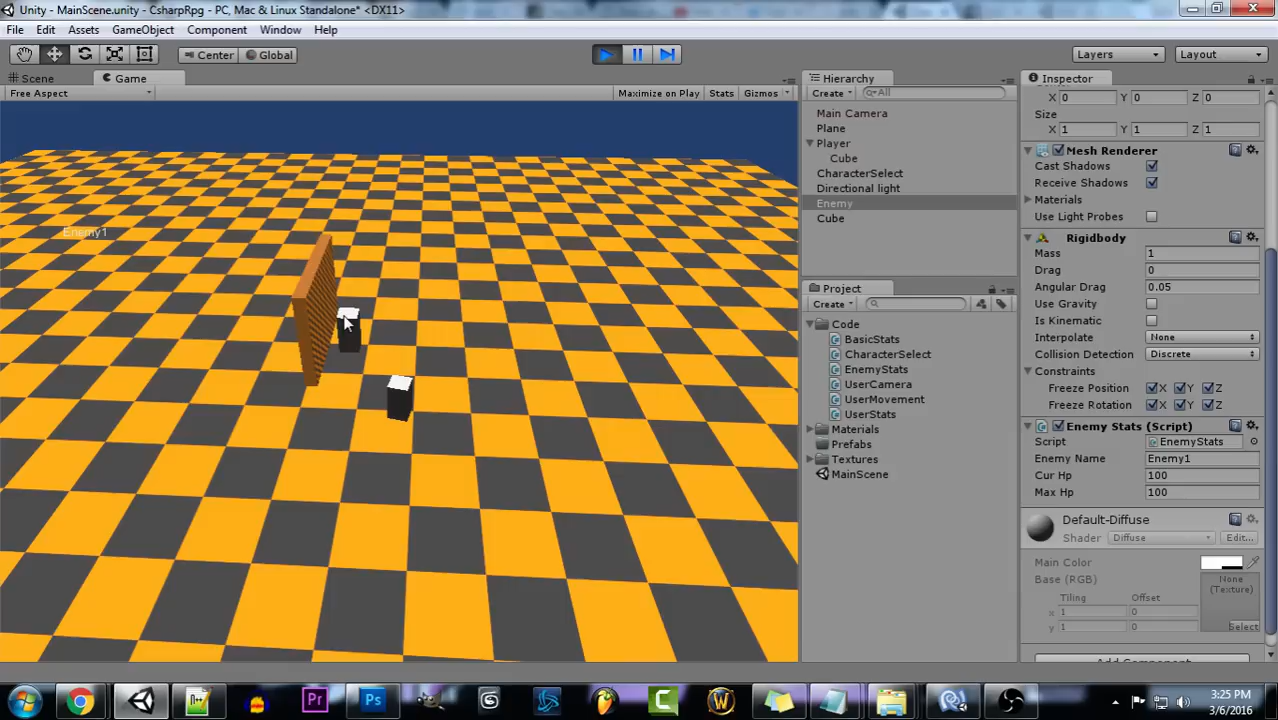 Unity - MainScene.unity - CsharpRpg - PC, Mac & Linux Standalone* <DX11>
File Edit Assets GameObject Component Window Help
Center Global Layers Layout
Scene Game
Free Aspect Maximize on Play Stats Gizmos
Enemy1
Hierarchy
Create All
Main Camera
Plane
Player
Cube
CharacterSelect
Directional light
Enemy
Cube
Project
Create
Code
BasicStats
CharacterSelect
EnemyStats
UserCamera
UserMovement
UserStats
Materials
Prefabs
Textures
MainScene
Inspector
X 0 Y 0 Z 0
Size
X 1 Y 1 Z 1
Mesh Renderer
Cast Shadows
Receive Shadows
Materials
Use Light Probes
Rigidbody
Mass 1
Drag 0
Angular Drag 0.05
Use Gravity
Is Kinematic
Interpolate None
Collision Detection Discrete
Constraints
Freeze Position X Y Z
Freeze Rotation X Y Z
Enemy Stats (Script)
Script EnemyStats
Enemy Name Enemy1
Cur Hp 100
Max Hp 100
Default-Diffuse
Shader Diffuse Edit...
Main Color
Base (RGB) None
(Texture)
Tiling Offset
x 1 0
y 1 0 Select
Add Component
Pr Ps
3:25 PM
3/6/2016